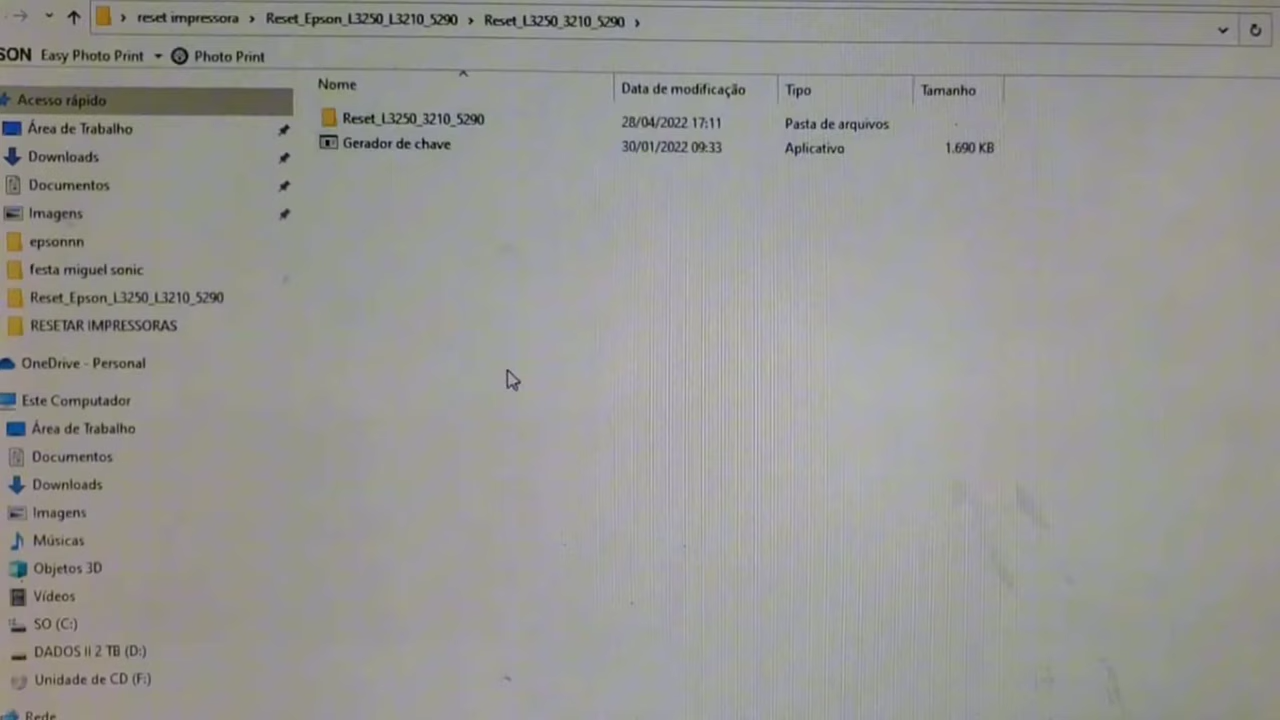 reset impressora > Reset_Epson_L3250_L3210_5290 > Reset_L3250_3210_5290 >
SON Easy Photo Print Photo Print
Nome Data de modificação Tipo Tamanho
Reset_L3250_3210_5290 28/04/2022 17:11 Pasta de arquivos
Gerador de chave 30/01/2022 09:33 Aplicativo 1.690 KB
Acesso rápido
Área de Trabalho
Downloads
Documentos
Imagens
epsonnn
festa miguel sonic
Reset_Epson_L3250_L3210_5290
RESETAR IMPRESSORAS
OneDrive - Personal
Este Computador
Área de Trabalho
Documentos
Downloads
Imagens
Músicas
Objetos 3D
Vídeos
SO (C:)
DADOS II 2 TB (D:)
Unidade de CD (F:)
Rede